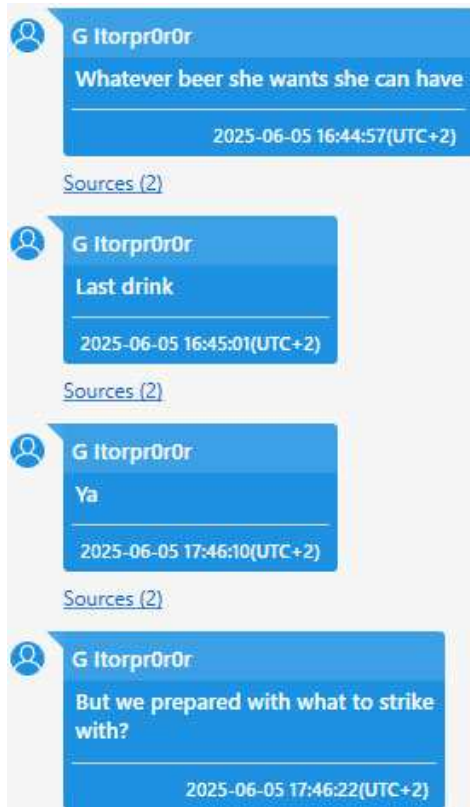 G Itorpr0r0r
Whatever beer she wants she can have
2025-06-05 16:44:57(UTC+2)
Sources (2)
G Itorpr0r0r
Last drink
2025-06-05 16:45:01(UTC+2)
Sources (2)
G Itorpr0r0r
Ya
2025-06-05 17:46:10(UTC+2)
Sources (2)
G Itorpr0r0r
But we prepared with what to strike
with?
2025-06-05 17:46:22(UTC+2)